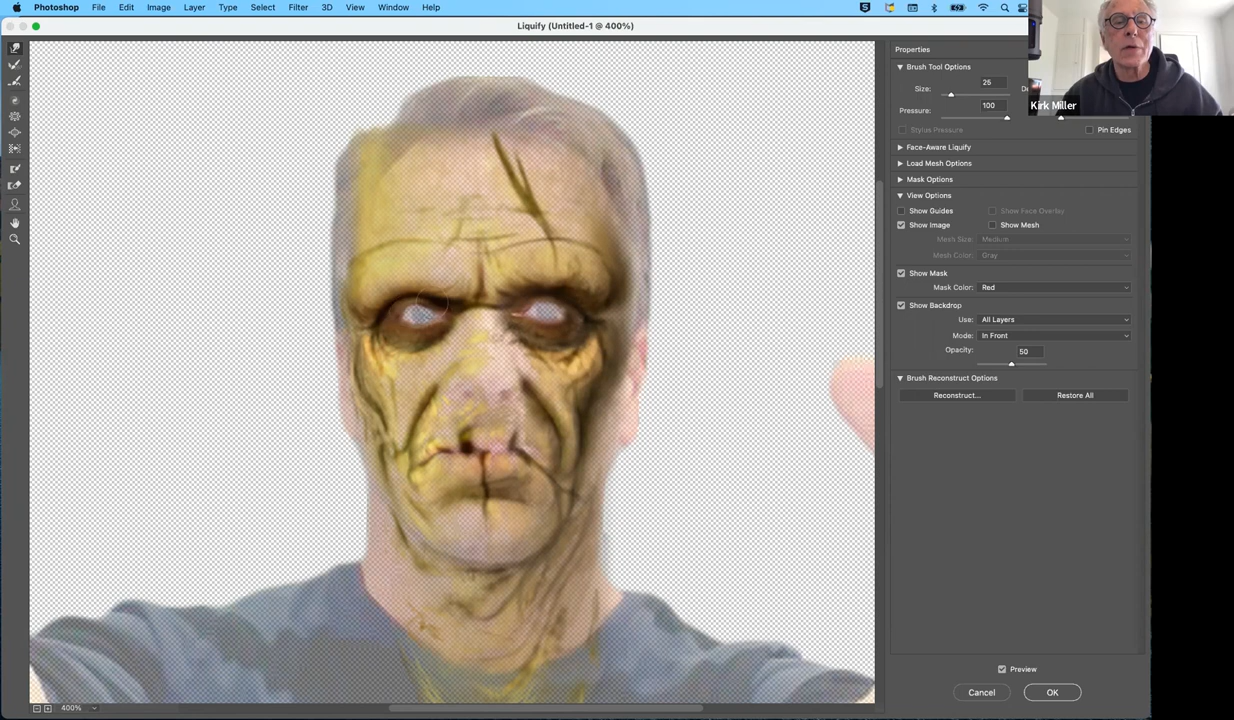 Photoshop File Edit Image Layer Type Select Filter 3D View Window Help
Liquify (Untitled-1 @ 400%)
Properties
Brush Tool Options
Size: 26
Pressure: 100
Kirk Miller
Stylus Pressure Pin Edges
Face-Aware Liquify
Load Mesh Options
Mask Options
View Options
Show Guides Show Face Overlay
Show Image Show Mesh
Mesh Size: Medium
Mesh Color: Gray
Show Mask
Mask Color: Red
Show Backdrop
Use: All Layers
Mode: In Front
Opacity: 50
Brush Reconstruct Options
Reconstruct... Restore All
Preview
Cancel OK
400%